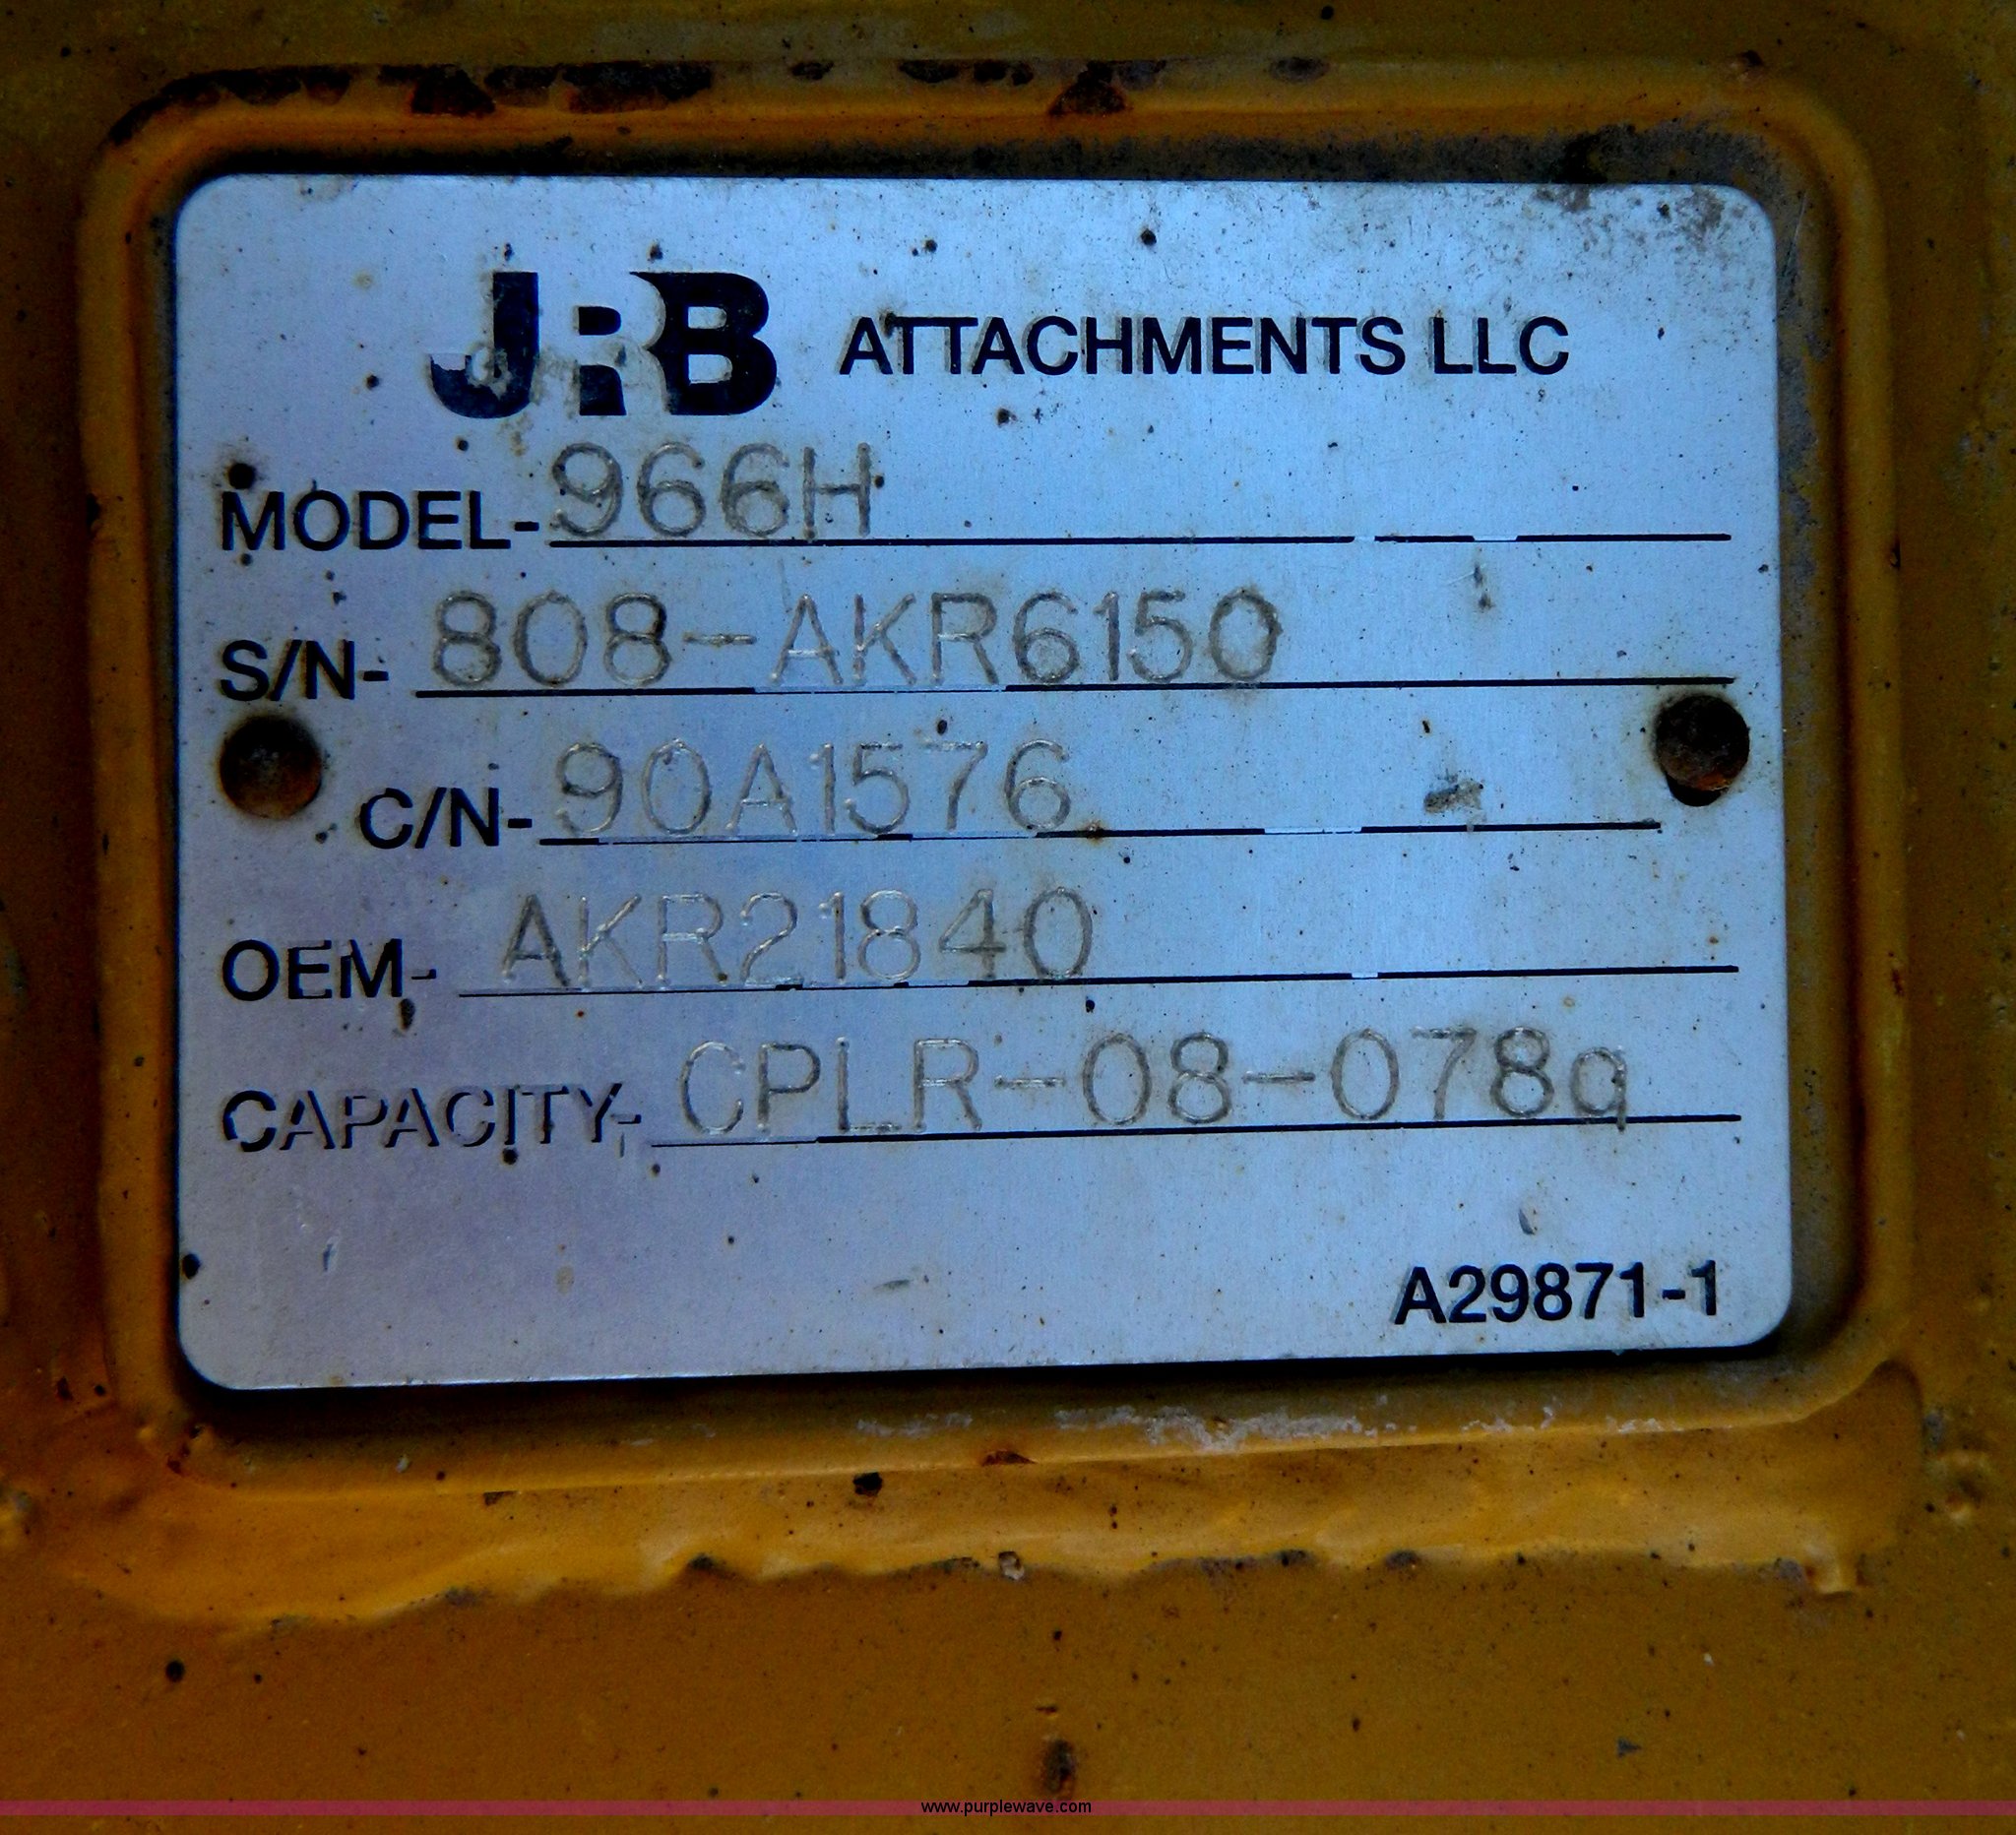 JRB ATTACHMENTS LLC
MODEL- 966H
S/N- 808-AKR6150
C/N- 90A1576
OEM- AKR21840
CAPACITY- CPLR-08-078q
A29871-1
www.purplewave.com